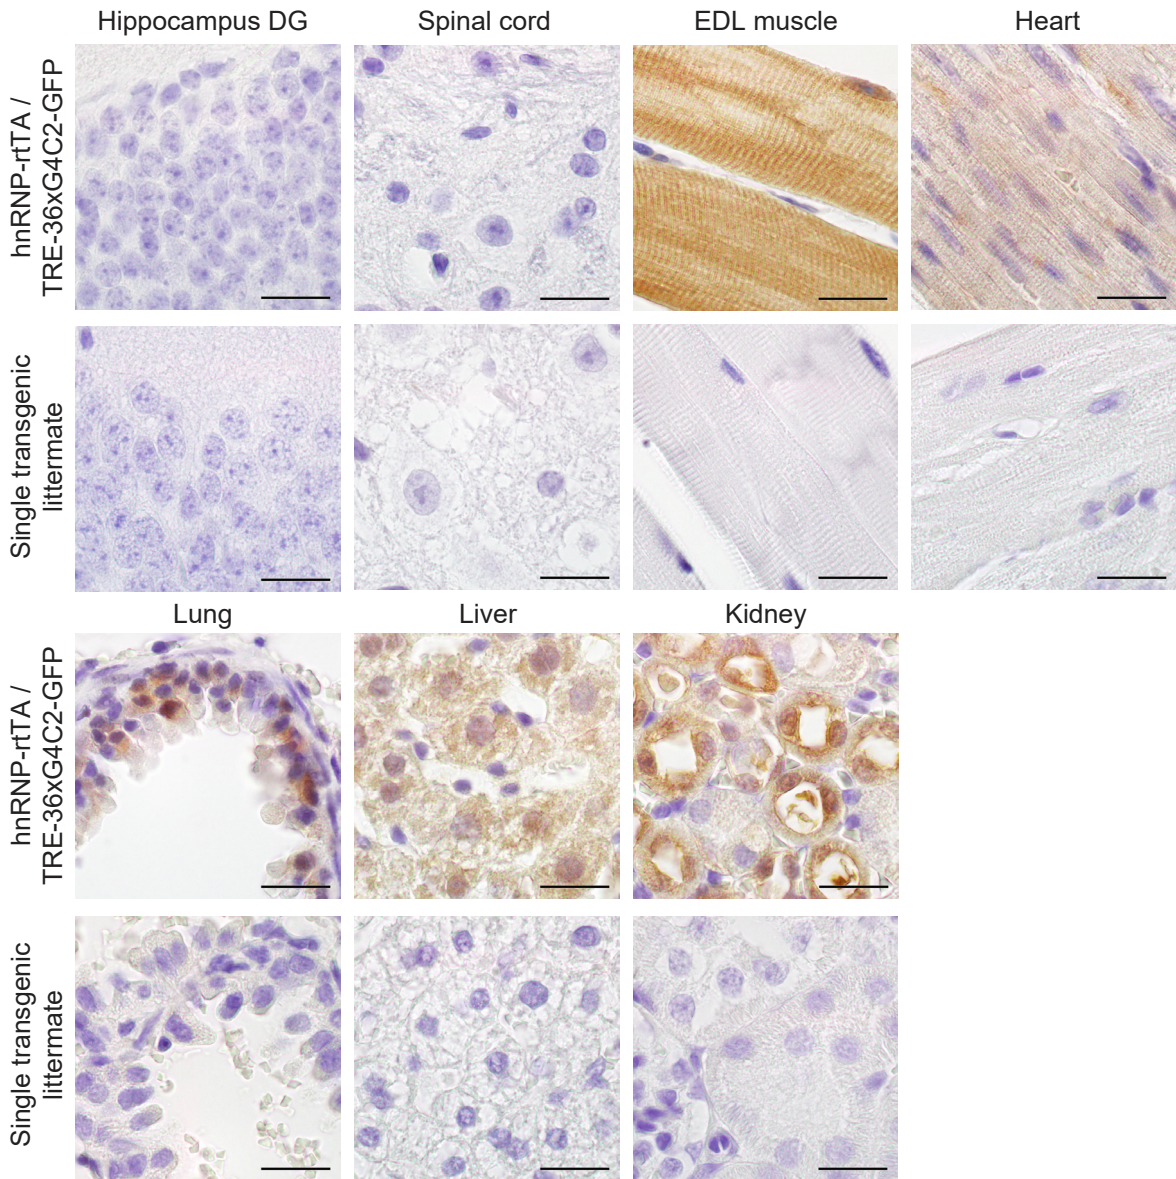 Hippocampus DG
Spinal cord
EDL muscle
Heart
hnRNP-rtTA /
TRE-36xG4C2-GFP
Single transgenic
littermate
Lung
Liver
Kidney
hnRNP-rtTA /
TRE-36xG4C2-GFP
Single transgenic
littermate